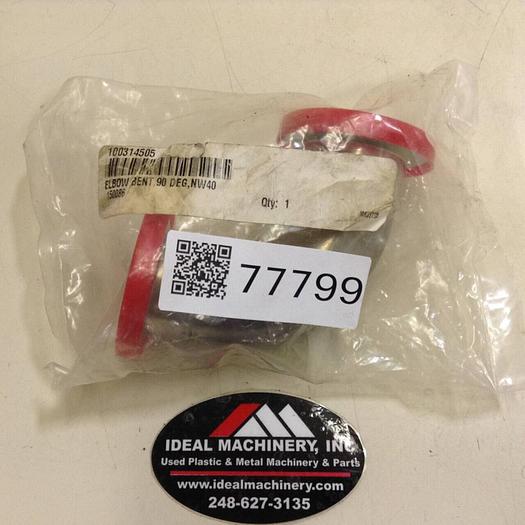 100314505
ELBOW BENT 90 DEG,NW40
150086
Qty: 1
77799
IDEAL MACHINERY, INC
Used Plastic & Metal Machinery & Parts
www.idealmachinery.com
248-627-3135